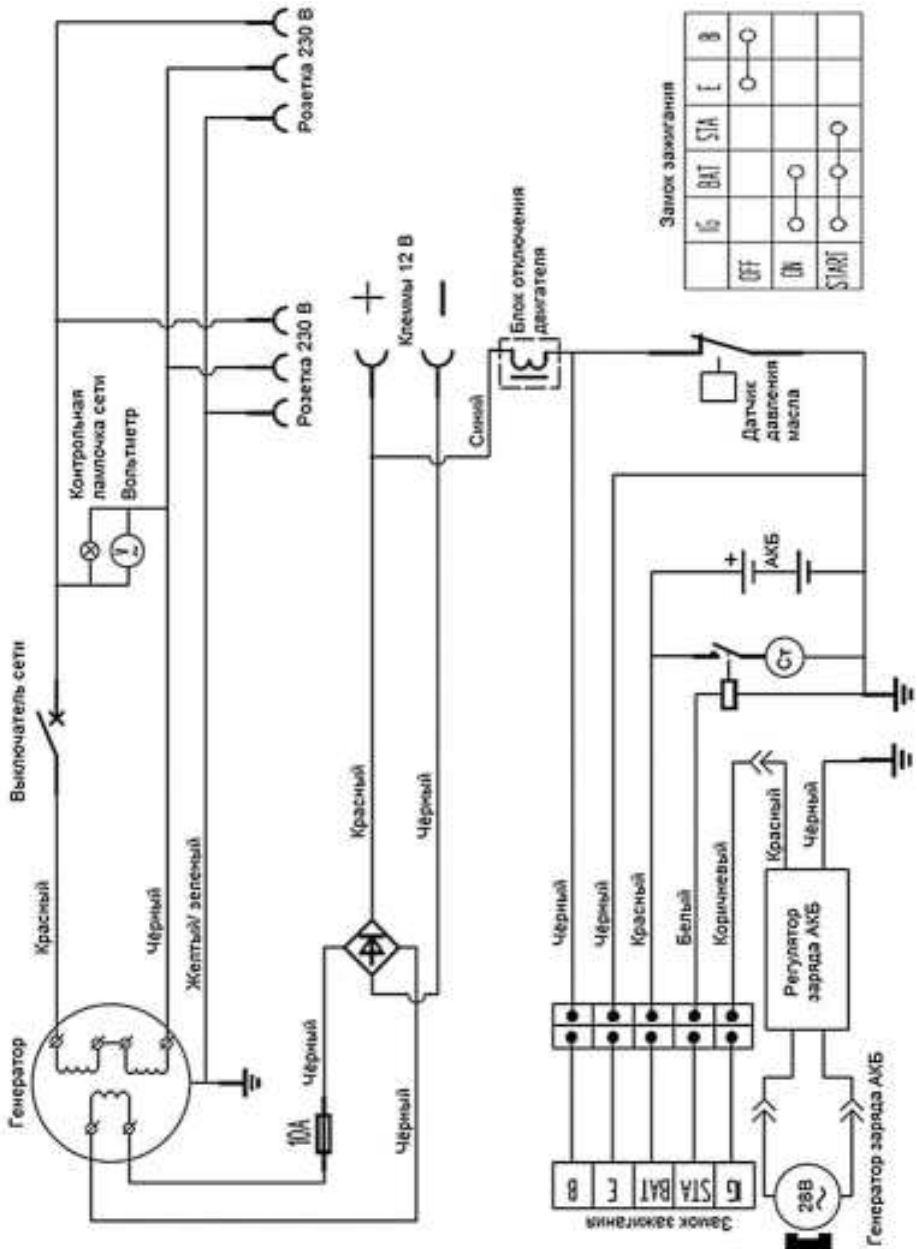 Генератор
Красный
Выключатель сети
Контрольная
лампочка сети
Вольтметр
V
~
Чёрный
Желтый/ зеленый
Розетка 230 В
Розетка 230 В
10А
Чёрный
Чёрный
Красный
Чёрный
Клеммы 12 В
+
−
Синий
Блок отключения
двигателя
Замок зажигания
B
E
BAT
STA
IG
Чёрный
Чёрный
Красный
Белый
Коричневый
Датчик
давления
масла
+
АКБ
Ст
Генератор заряда АКБ
28В
~
Регулятор
заряда АКБ
Красный
Чёрный
Замок зажигания
IG BAT STA E B
OFF
ON
START